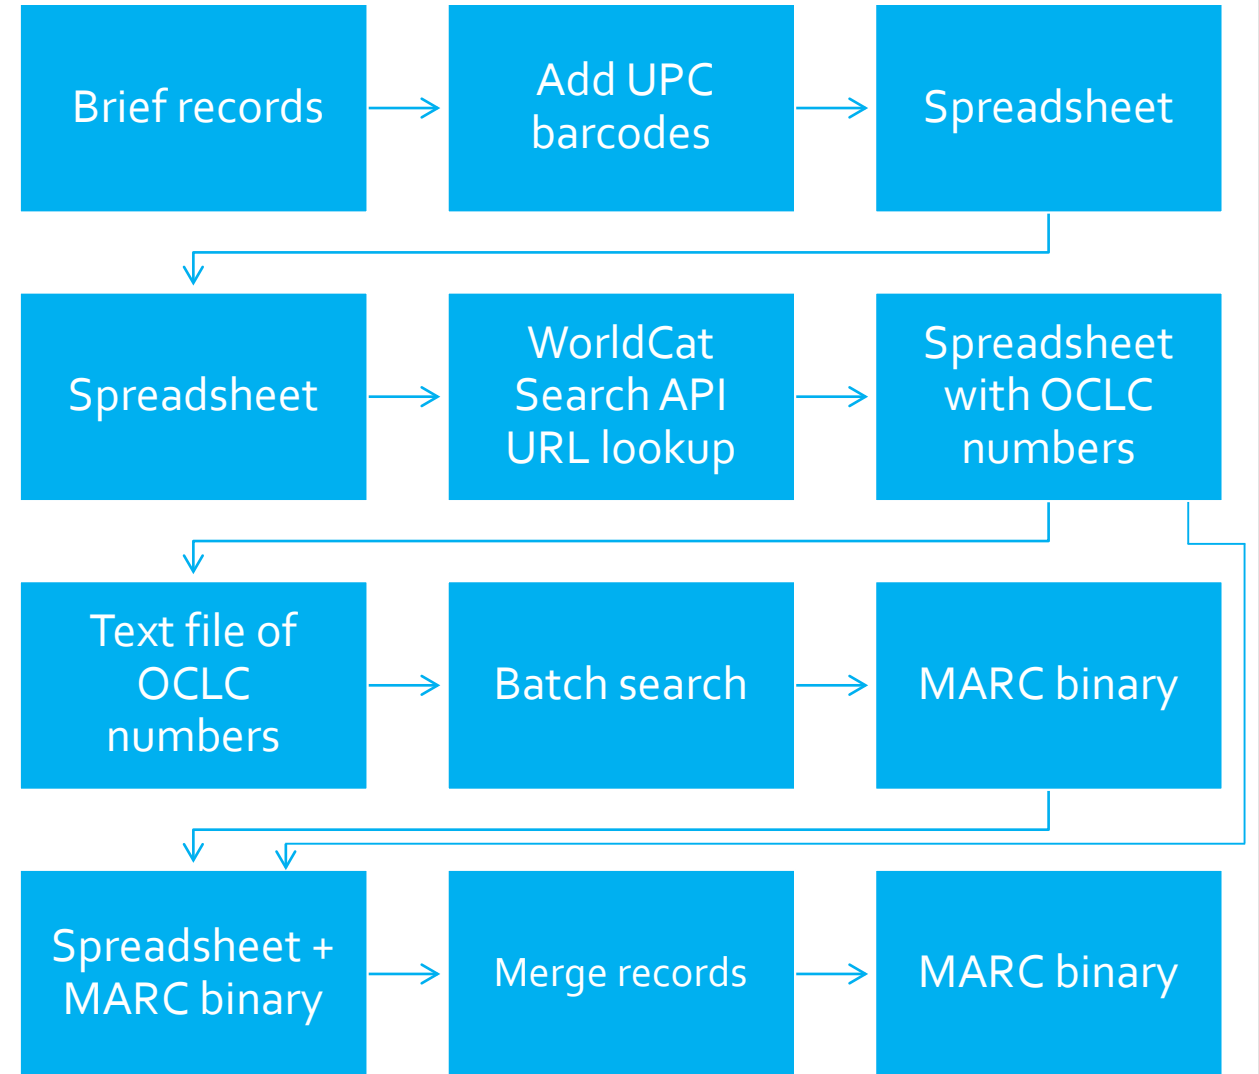 Brief records
Add UPC
barcodes
Spreadsheet
Spreadsheet
WorldCat
Search API
URL lookup
Spreadsheet
with OCLC
numbers
Text file of
OCLC
numbers
Batch search
MARC binary
Spreadsheet +
MARC binary
Merge records
MARC binary